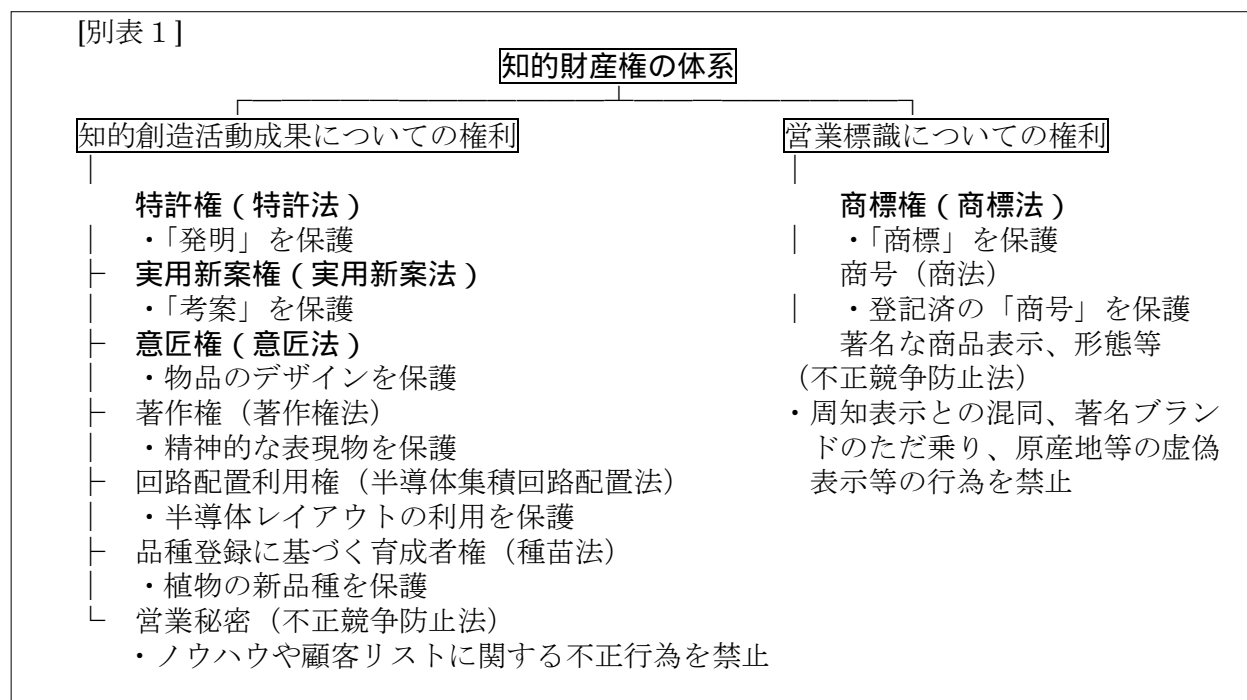 [別表１]
知的財産権の体系
知的創造活動成果についての権利
特許権（特許法）
・「発明」を保護
実用新案権（実用新案法）
・「考案」を保護
意匠権（意匠法）
・物品のデザインを保護
著作権（著作権法）
・精神的な表現物を保護
回路配置利用権（半導体集積回路配置法）
・半導体レイアウトの利用を保護
品種登録に基づく育成者権（種苗法）
・植物の新品種を保護
営業秘密（不正競争防止法）
・ノウハウや顧客リストに関する不正行為を禁止
営業標識についての権利
商標権（商標法）
・「商標」を保護
商号（商法）
・登記済の「商号」を保護
著名な商品表示、形態等
（不正競争防止法）
・周知表示との混同、著名ブラン
ドのただ乗り、原産地等の虚偽
表示等の行為を禁止